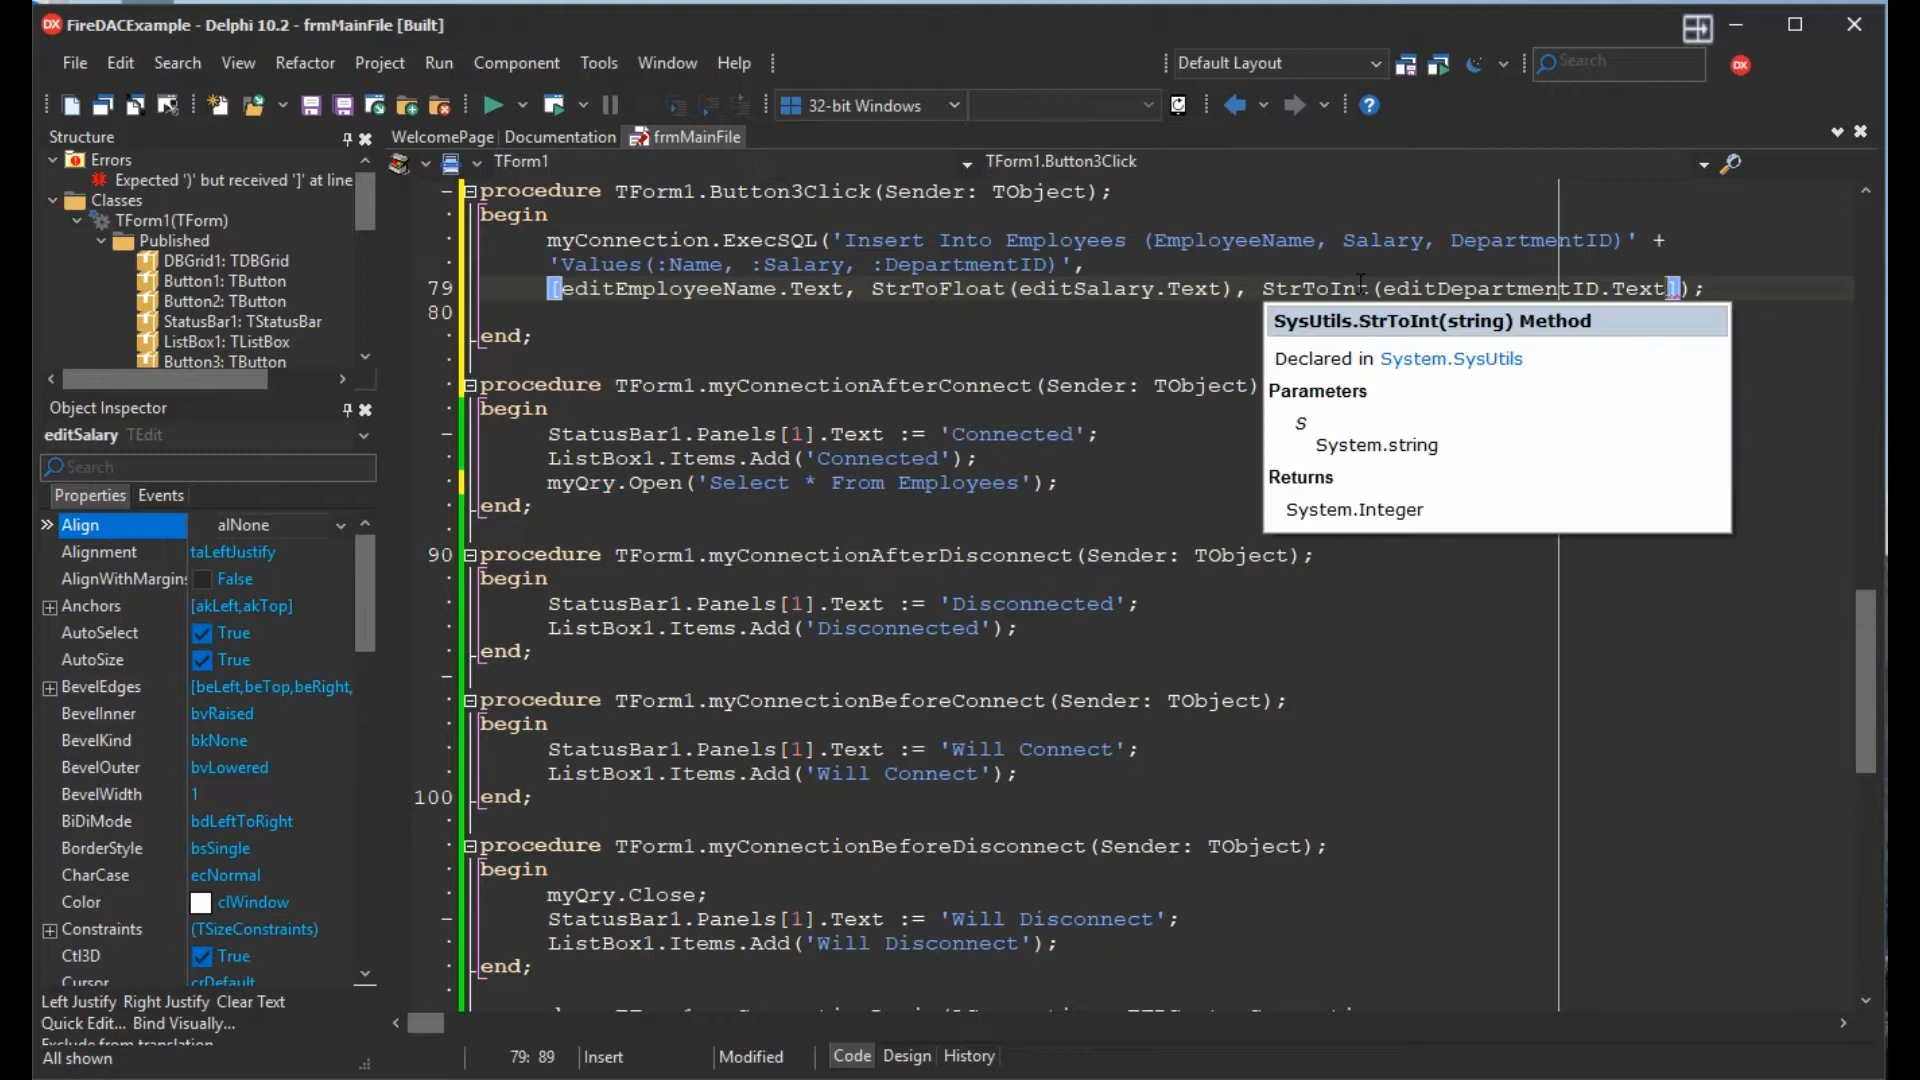 FireDACExample - Delphi 10.2 - frmMainFile [Built]
File Edit Search View Refactor Project Run Component Tools Window Help
Default Layout
Search
32-bit Windows
Structure
WelcomePage Documentation frmMainFile
Errors
Expected ')' but received ']' at line
Classes
TForm1(TForm)
Published
DBGrid1: TDBGrid
Button1: TButton
Button2: TButton
StatusBar1: TStatusBar
ListBox1: TListBox
Button3: TButton
Object Inspector
editSalary TEdit
Search
Properties Events
Align alNone
Alignment taLeftJustify
AlignWithMargins False
Anchors [akLeft,akTop]
AutoSelect True
AutoSize True
BevelEdges [beLeft,beTop,beRight,
BevelInner bvRaised
BevelKind bkNone
BevelOuter bvLowered
BevelWidth 1
BiDiMode bdLeftToRight
BorderStyle bsSingle
CharCase ecNormal
Color clWindow
Constraints (TSizeConstraints)
Ctl3D True
Cursor crDefault
Left Justify Right Justify Clear Text
Quick Edit... Bind Visually...
Exclude from translation
All shown
TForm1 TForm1.Button3Click
procedure TForm1.Button3Click(Sender: TObject);
begin
myConnection.ExecSQL('Insert Into Employees (EmployeeName, Salary, DepartmentID)' +
'Values(:Name, :Salary, :DepartmentID)',
79 [editEmployeeName.Text, StrToFloat(editSalary.Text), StrToInt(editDepartmentID.Text]);
80
end;
procedure TForm1.myConnectionAfterConnect(Sender: TObject)
begin
StatusBar1.Panels[1].Text := 'Connected';
ListBox1.Items.Add('Connected');
myQry.Open('Select * From Employees');
end;
90 procedure TForm1.myConnectionAfterDisconnect(Sender: TObject);
begin
StatusBar1.Panels[1].Text := 'Disconnected';
ListBox1.Items.Add('Disconnected');
end;
procedure TForm1.myConnectionBeforeConnect(Sender: TObject);
begin
StatusBar1.Panels[1].Text := 'Will Connect';
ListBox1.Items.Add('Will Connect');
100 end;
procedure TForm1.myConnectionBeforeDisconnect(Sender: TObject);
begin
myQry.Close;
StatusBar1.Panels[1].Text := 'Will Disconnect';
ListBox1.Items.Add('Will Disconnect');
end;
SysUtils.StrToInt(string) Method
Declared in System.SysUtils
Parameters
S
System.string
Returns
System.Integer
79: 89 Insert Modified Code Design History